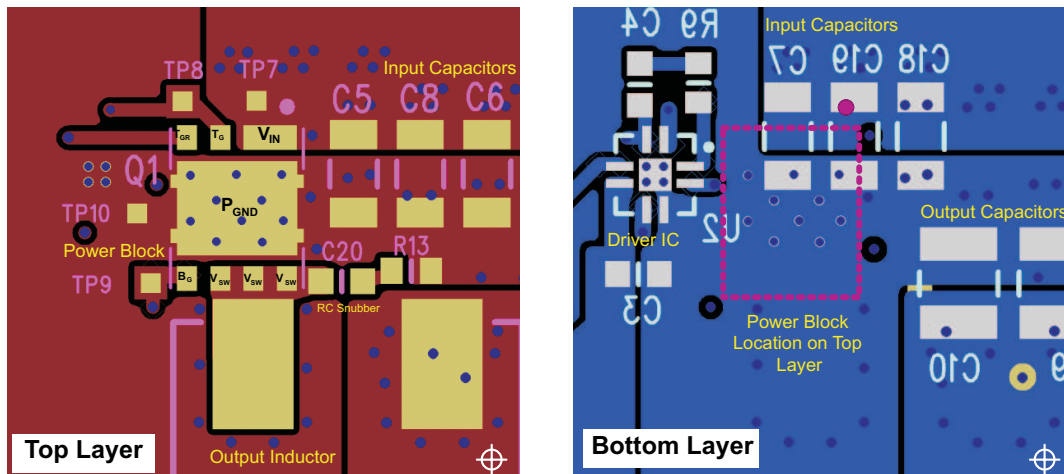 TP8
TP7
Input Capacitors
C5
C8
C6
TGR
TG
VIN
Q1
PGND
TP10
Power Block
C20
R13
TP9
BG
VSW
VSW
VSW
RC Snubber
Top Layer
Output Inductor
C4
R9
Input Capacitors
C7
C19
C18
U2
Driver IC
Output Capacitors
C3
Power Block
Location on Top
Layer
C10
9
Bottom Layer